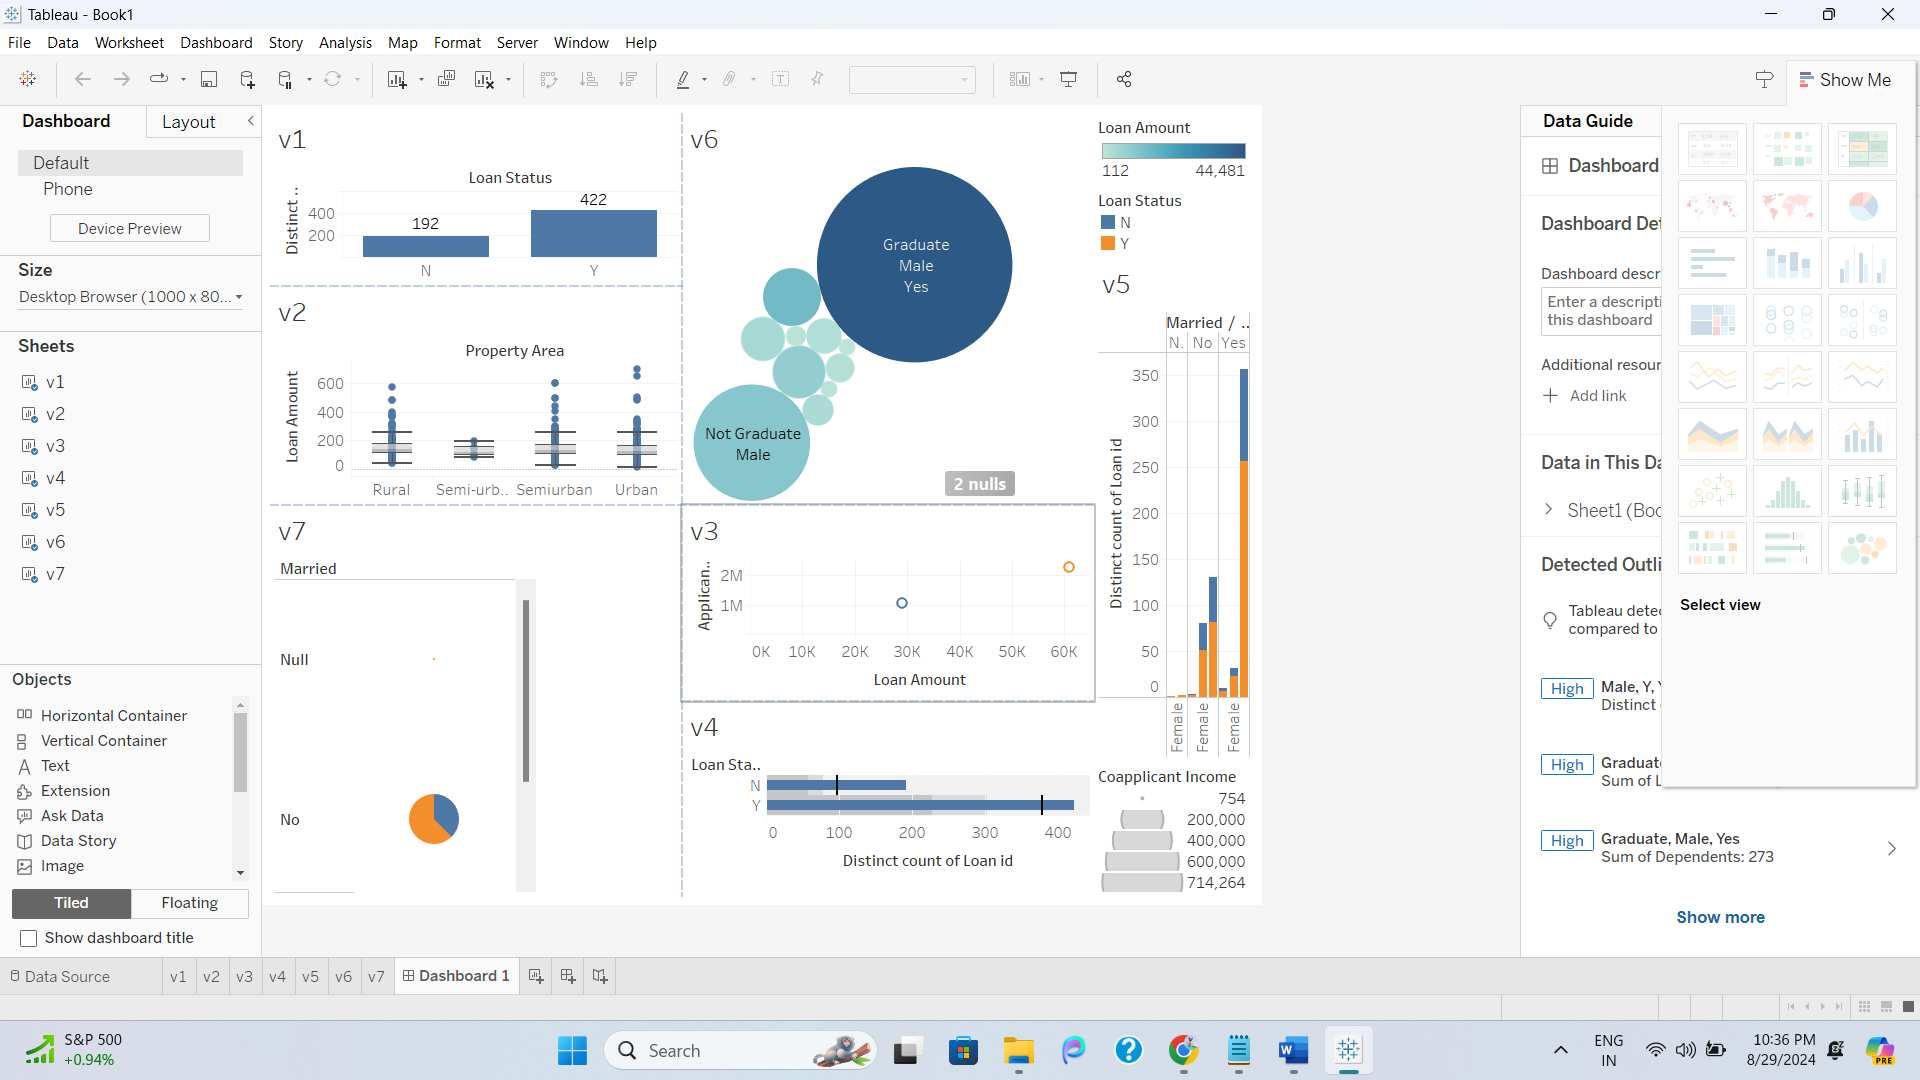 Tableau - Book1
File Data Worksheet Dashboard Story Analysis Map Format Server Window Help
Show Me
Dashboard
Layout
Default
Phone
Device Preview
Size
Desktop Browser (1000 x 80...
Sheets
v1
v2
v3
v4
v5
v6
v7
Objects
Horizontal Container
Vertical Container
Text
Extension
Ask Data
Data Story
Image
Tiled
Floating
Show dashboard title
v1
Loan Status
Distinct ..
400
200
192
422
N
Y
v2
Property Area
Loan Amount
600
400
200
0
Rural
Semi-urb..
Semiurban
Urban
v7
Married
Null
No
v6
Graduate
Male
Yes
Not Graduate
Male
2 nulls
v3
Applican..
2M
1M
0K 10K 20K 30K 40K 50K 60K
Loan Amount
v4
Loan Sta..
N
Y
0 100 200 300 400
Distinct count of Loan id
Loan Amount
112 44,481
Loan Status
N
Y
v5
Married / ..
N. No Yes
Distinct count of Loan id
350
300
250
200
150
100
50
0
Female
Female
Female
Coapplicant Income
754
200,000
400,000
600,000
714,264
Data Guide
Dashboard
Dashboard Det
Dashboard descr
Enter a descripti
this dashboard
Additional resour
Add link
Data in This Da
Sheet1 (Boo
Detected Outli
Tableau dete
compared to
High
Male, Y, Y
Distinct
High
Graduate
Sum of L
High
Graduate, Male, Yes
Sum of Dependents: 273
Show more
Select view
Data Source
v1
v2
v3
v4
v5
v6
v7
Dashboard 1
S&P 500
+0.94%
Search
ENG
IN
10:36 PM
8/29/2024
PRE